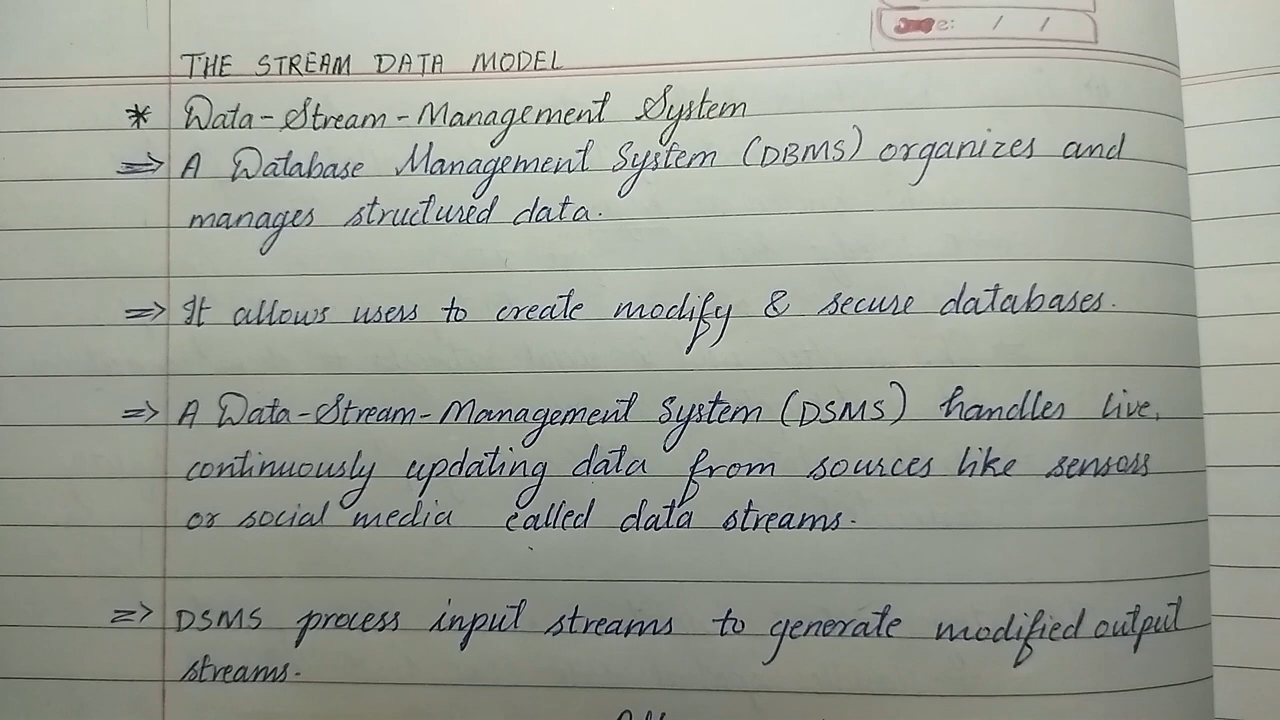 THE STREAM DATA MODEL
* Data-Stream-Management System
⇒ A Database Management System (DBMS) organizes and
manages structured data.
⇒ It allows users to create modify & secure databases.
⇒ A Data-Stream-Management System (DSMS) handles live,
continuously updating data from sources like sensors
or social media called data streams.
⇒ DSMS process input streams to generate modified output
streams.